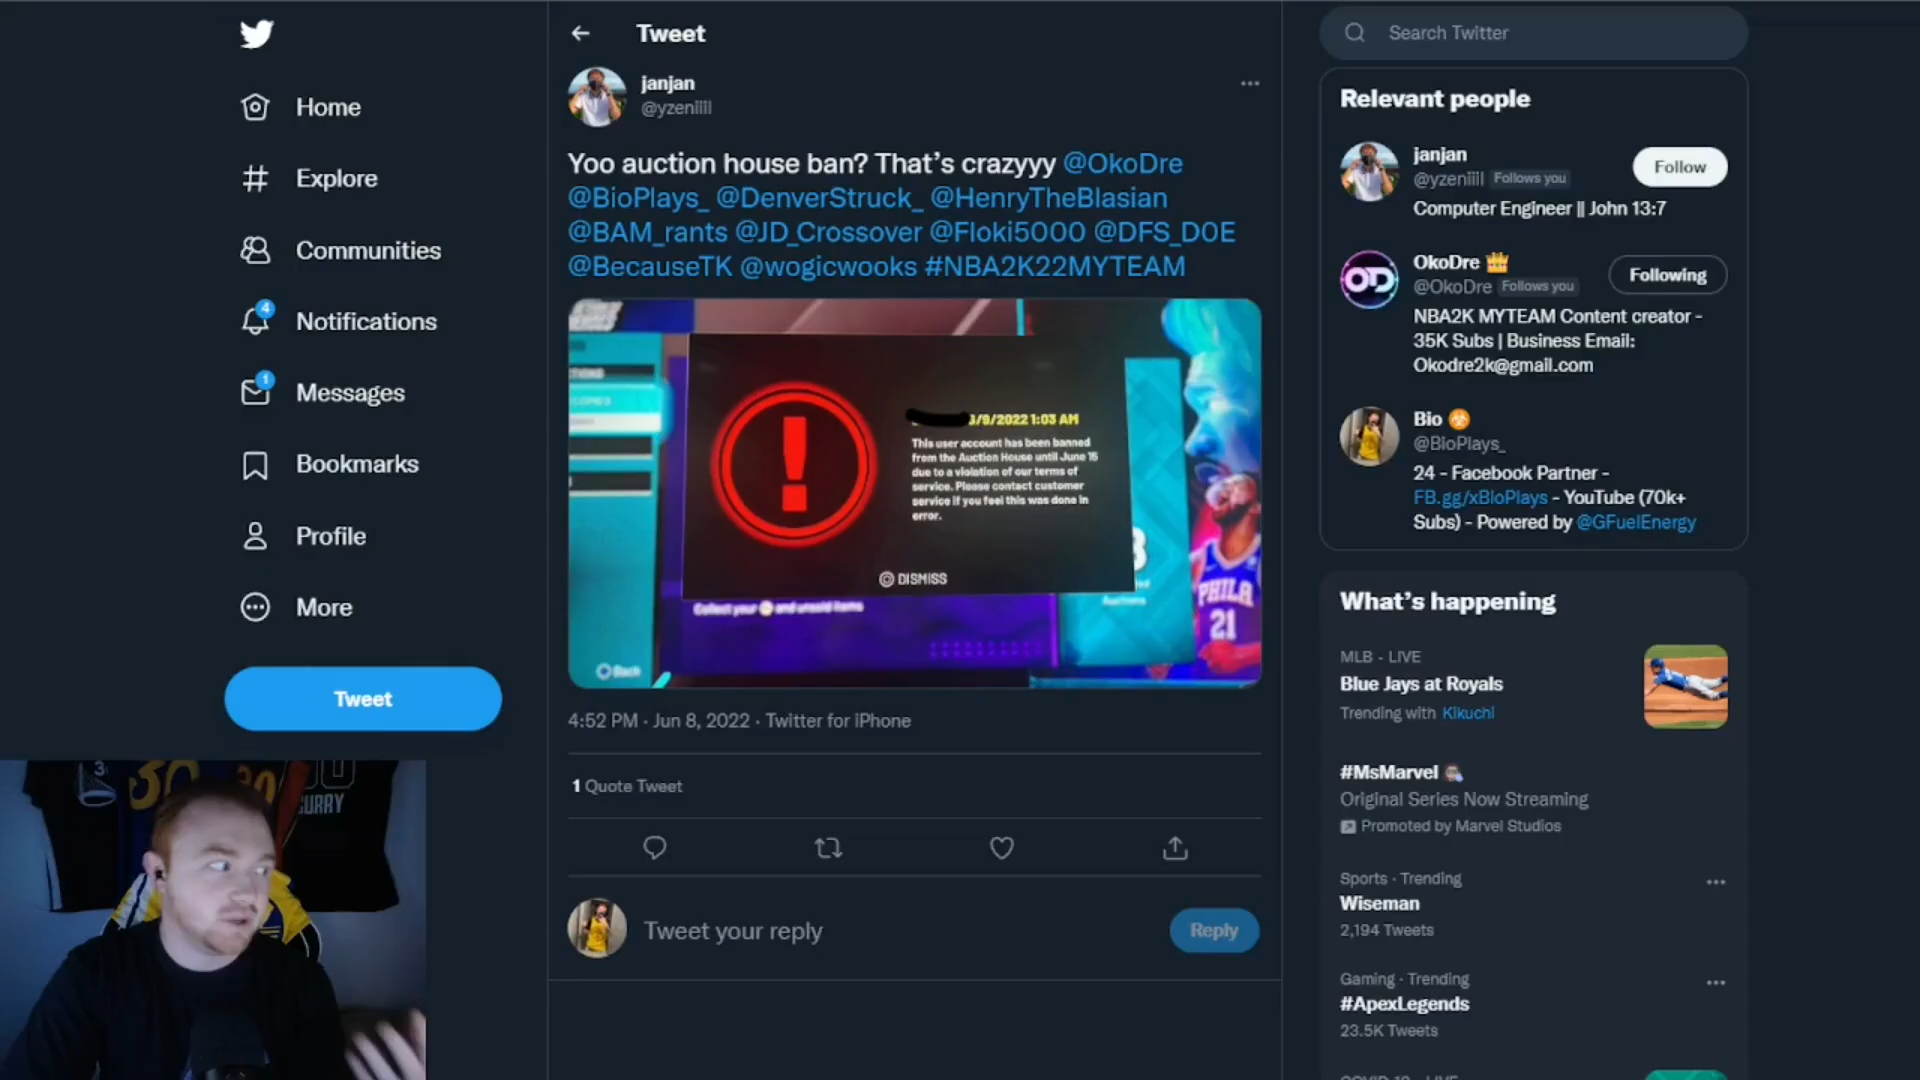 Home
Explore
Communities
4
Notifications
1
Messages
Bookmarks
Profile
More
Tweet
Tweet
janjan
@yzeniiii
Yoo auction house ban? That's crazyyy @OkoDre
@BioPlays_ @DenverStruck_ @HenryTheBlasian
@BAM_rants @JD_Crossover @Floki5000 @DFS_D0E
@BecauseTK @wogicwooks #NBA2K22MYTEAM
/2022 1:03 AM
This user account has been banned
from the Auction House until June 15
due to a violation of our terms of
service. Please contact customer
service if you feel this was done in
error.
DISMISS
Collect your and unsold items
Auctions
Back
PHILA
21
4:52 PM · Jun 8, 2022 · Twitter for iPhone
1 Quote Tweet
Tweet your reply
Reply
Search Twitter
Relevant people
janjan
@yzeniiii Follows you
Follow
Computer Engineer || John 13:7
OD
OkoDre
@OkoDre Follows you
Following
NBA2K MYTEAM Content creator -
35K Subs | Business Email:
Okodre2k@gmail.com
Bio
@BioPlays_
24 - Facebook Partner -
FB.gg/xBioPlays - YouTube (70k+
Subs) - Powered by @GFuelEnergy
What's happening
MLB · LIVE
Blue Jays at Royals
Trending with Kikuchi
#MsMarvel
Original Series Now Streaming
Promoted by Marvel Studios
Sports · Trending
Wiseman
2,194 Tweets
Gaming · Trending
#ApexLegends
23.5K Tweets
30
CURRY